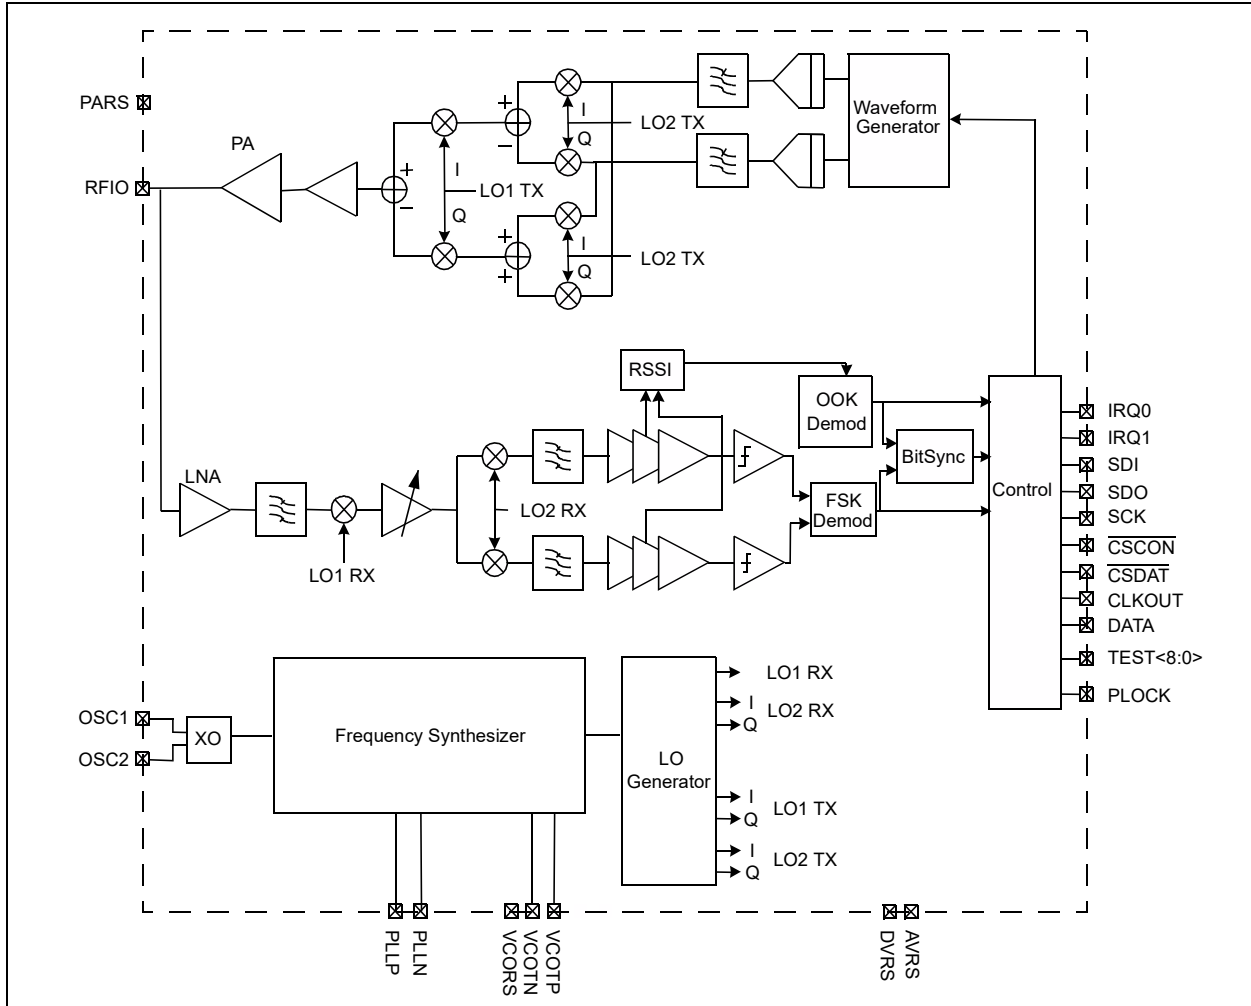 PARS
RFIO
PA
+
−
I
LO1 TX
Q
+
−
I
LO2 TX
Q
+
+
I
LO2 TX
Q
Waveform
Generator
RSSI
OOK
Demod
BitSync
FSK
Demod
Control
LNA
LO1 RX
LO2 RX
IRQ0
IRQ1
SDI
SDO
SCK
CSCON
CSDAT
CLKOUT
DATA
TEST<8:0>
PLOCK
OSC1
OSC2
XO
Frequency Synthesizer
LO
Generator
LO1 RX
I
LO2 RX
Q
I
LO1 TX
Q
I
LO2 TX
Q
PLLP
PLLN
VCORS
VCOTN
VCOTP
DVRS
AVRS